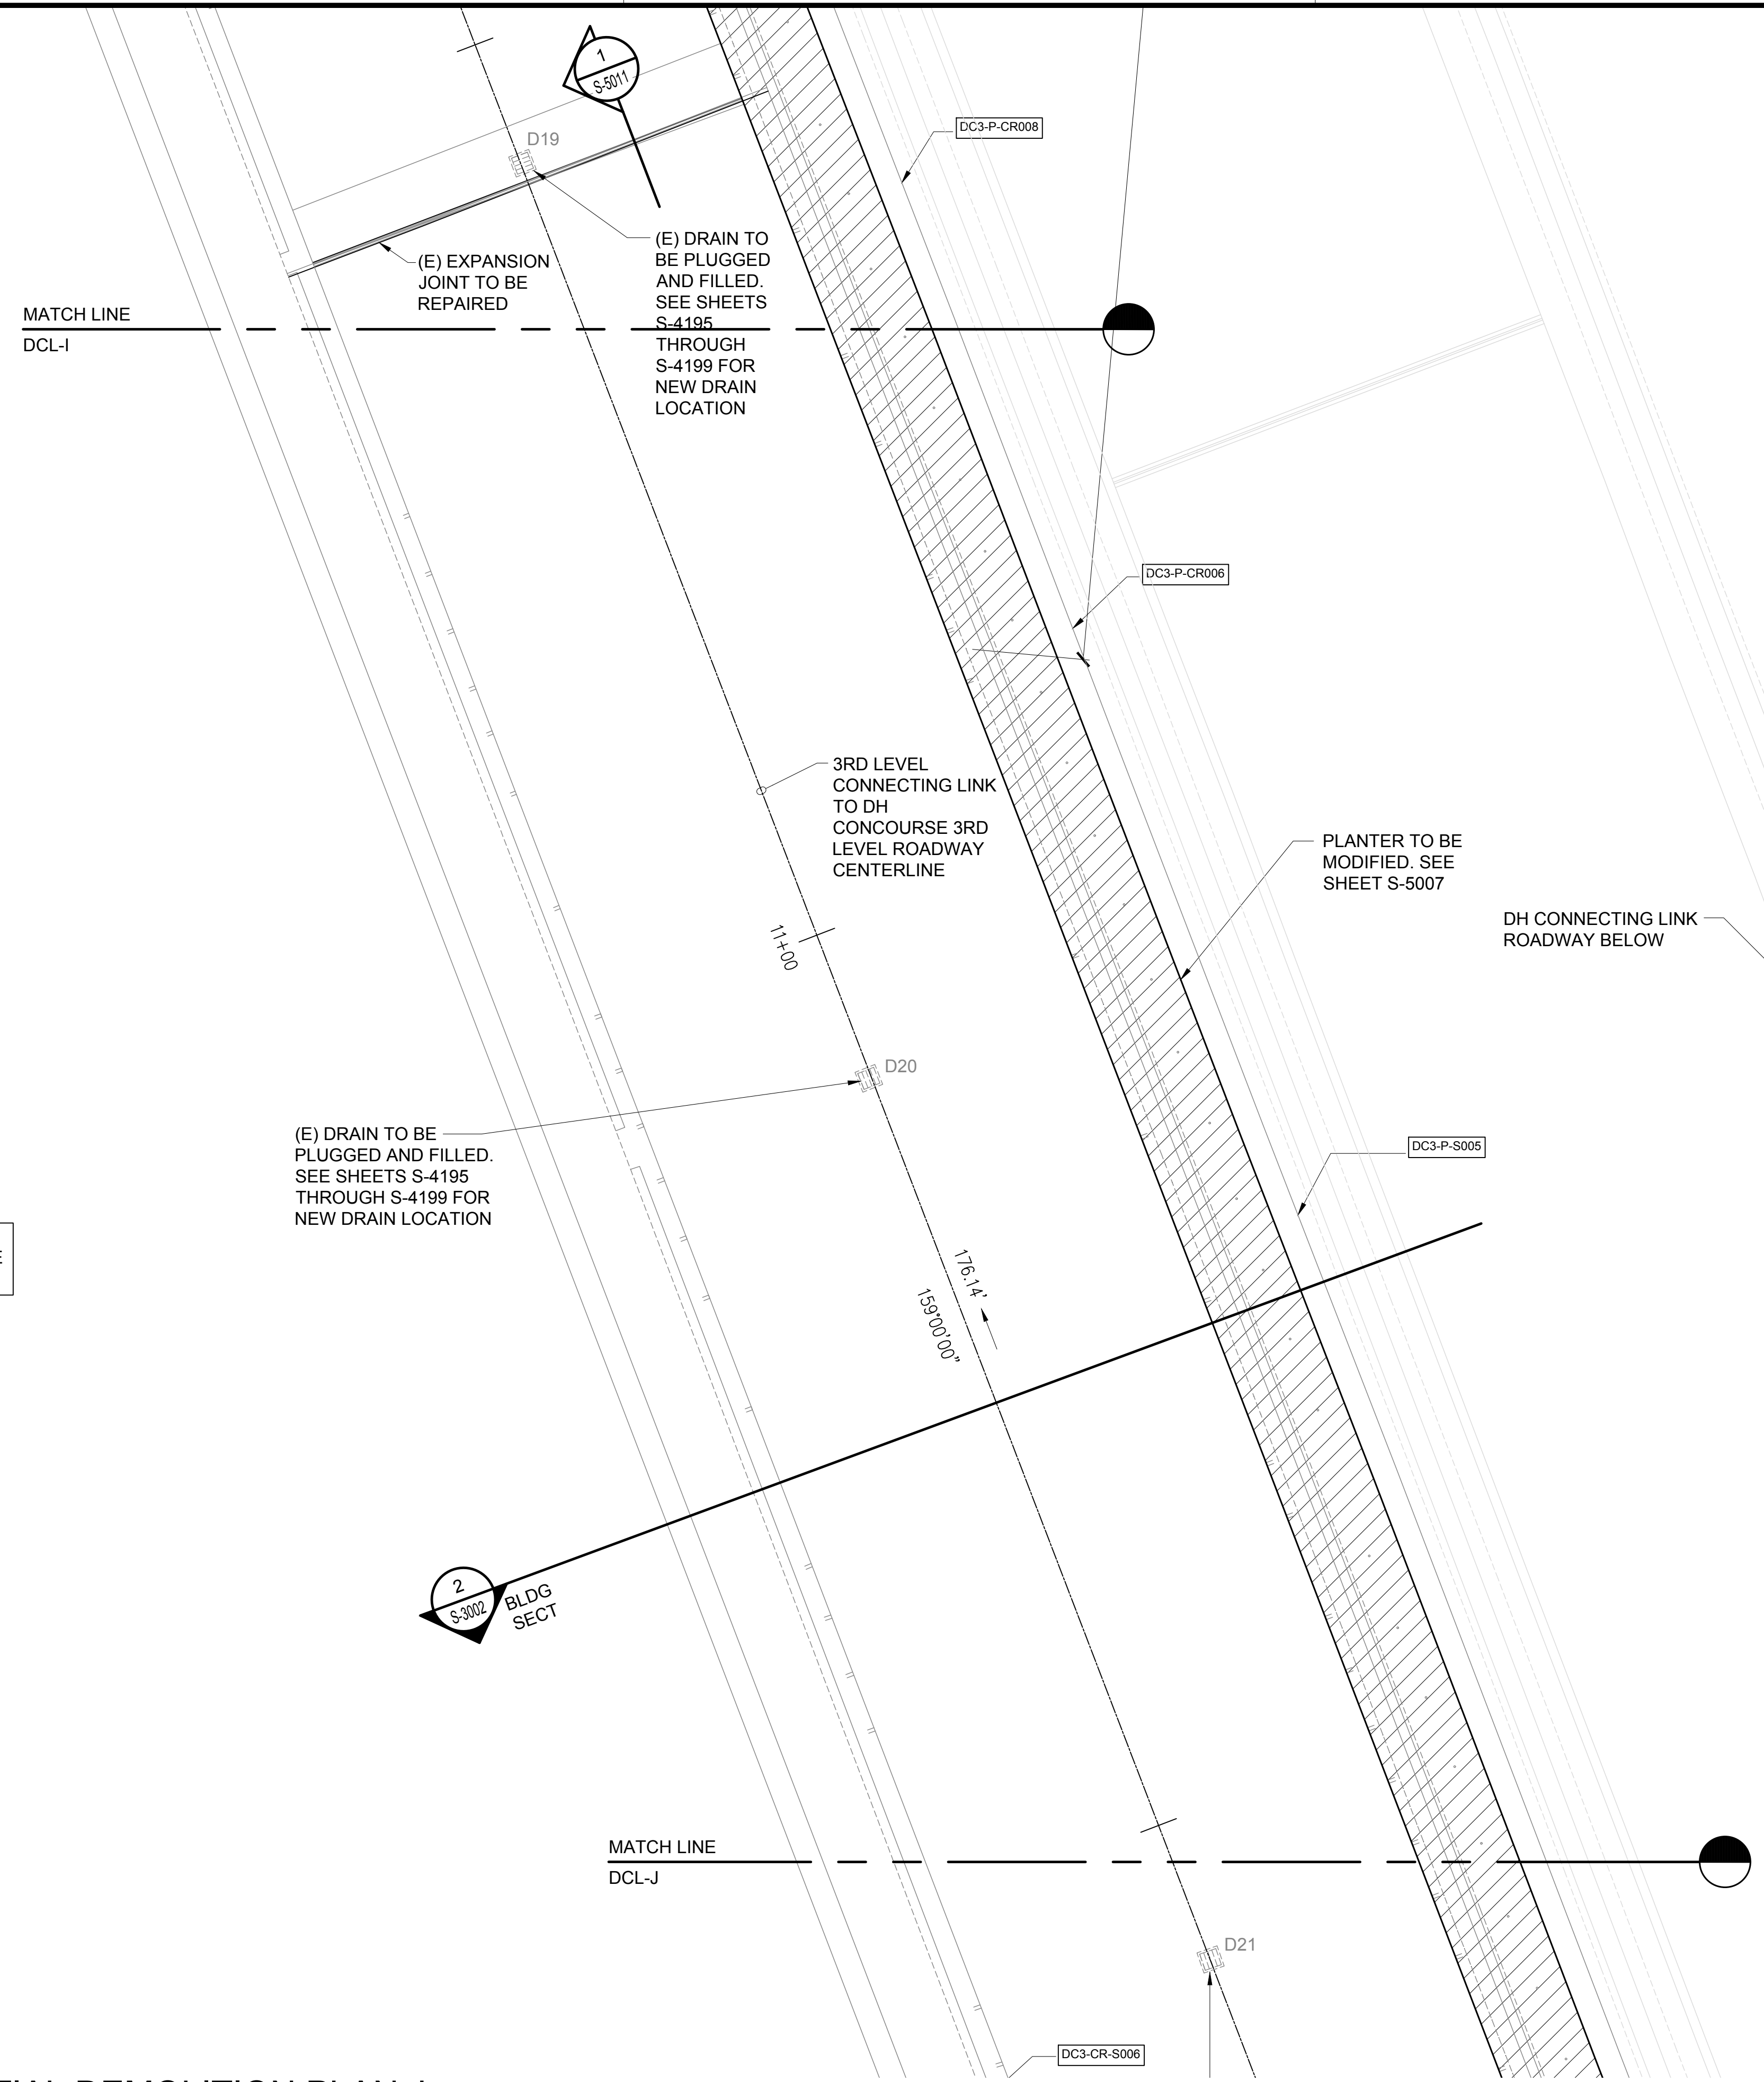 1
S-5011
DC3-P-CR008
D19
(E) EXPANSION
JOINT TO BE
REPAIRED
(E) DRAIN TO
BE PLUGGED
AND FILLED.
SEE SHEETS
S-4195
THROUGH
S-4199 FOR
NEW DRAIN
LOCATION
MATCH LINE
DCL-I
DC3-P-CR006
3RD LEVEL
CONNECTING LINK
TO DH
CONCOURSE 3RD
LEVEL ROADWAY
CENTERLINE
PLANTER TO BE
MODIFIED. SEE
SHEET S-5007
DH CONNECTING LINK
ROADWAY BELOW
11+00
D20
(E) DRAIN TO BE
PLUGGED AND FILLED.
SEE SHEETS S-4195
THROUGH S-4199 FOR
NEW DRAIN LOCATION
DC3-P-S005
176.14'
159°00'00"
2
S-3002
BLDG
SECT
MATCH LINE
DCL-J
D21
DC3-CR-S006
DEMOLITION PLAN